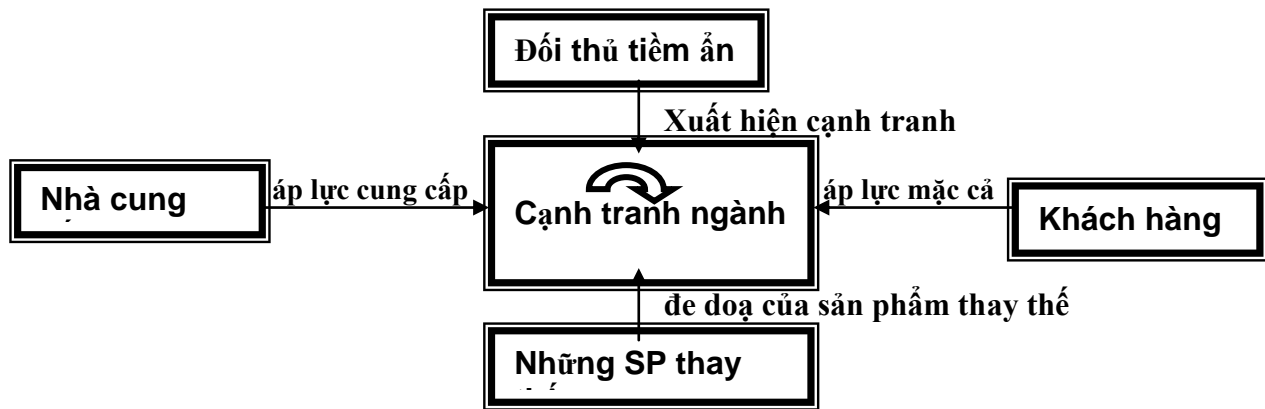 Đối thủ tiềm ẩn
Xuất hiện cạnh tranh
Nhà cung
áp lực cung cấp
Cạnh tranh ngành
áp lực mặc cả
Khách hàng
đe doạ của sản phẩm thay thế
Những SP thay